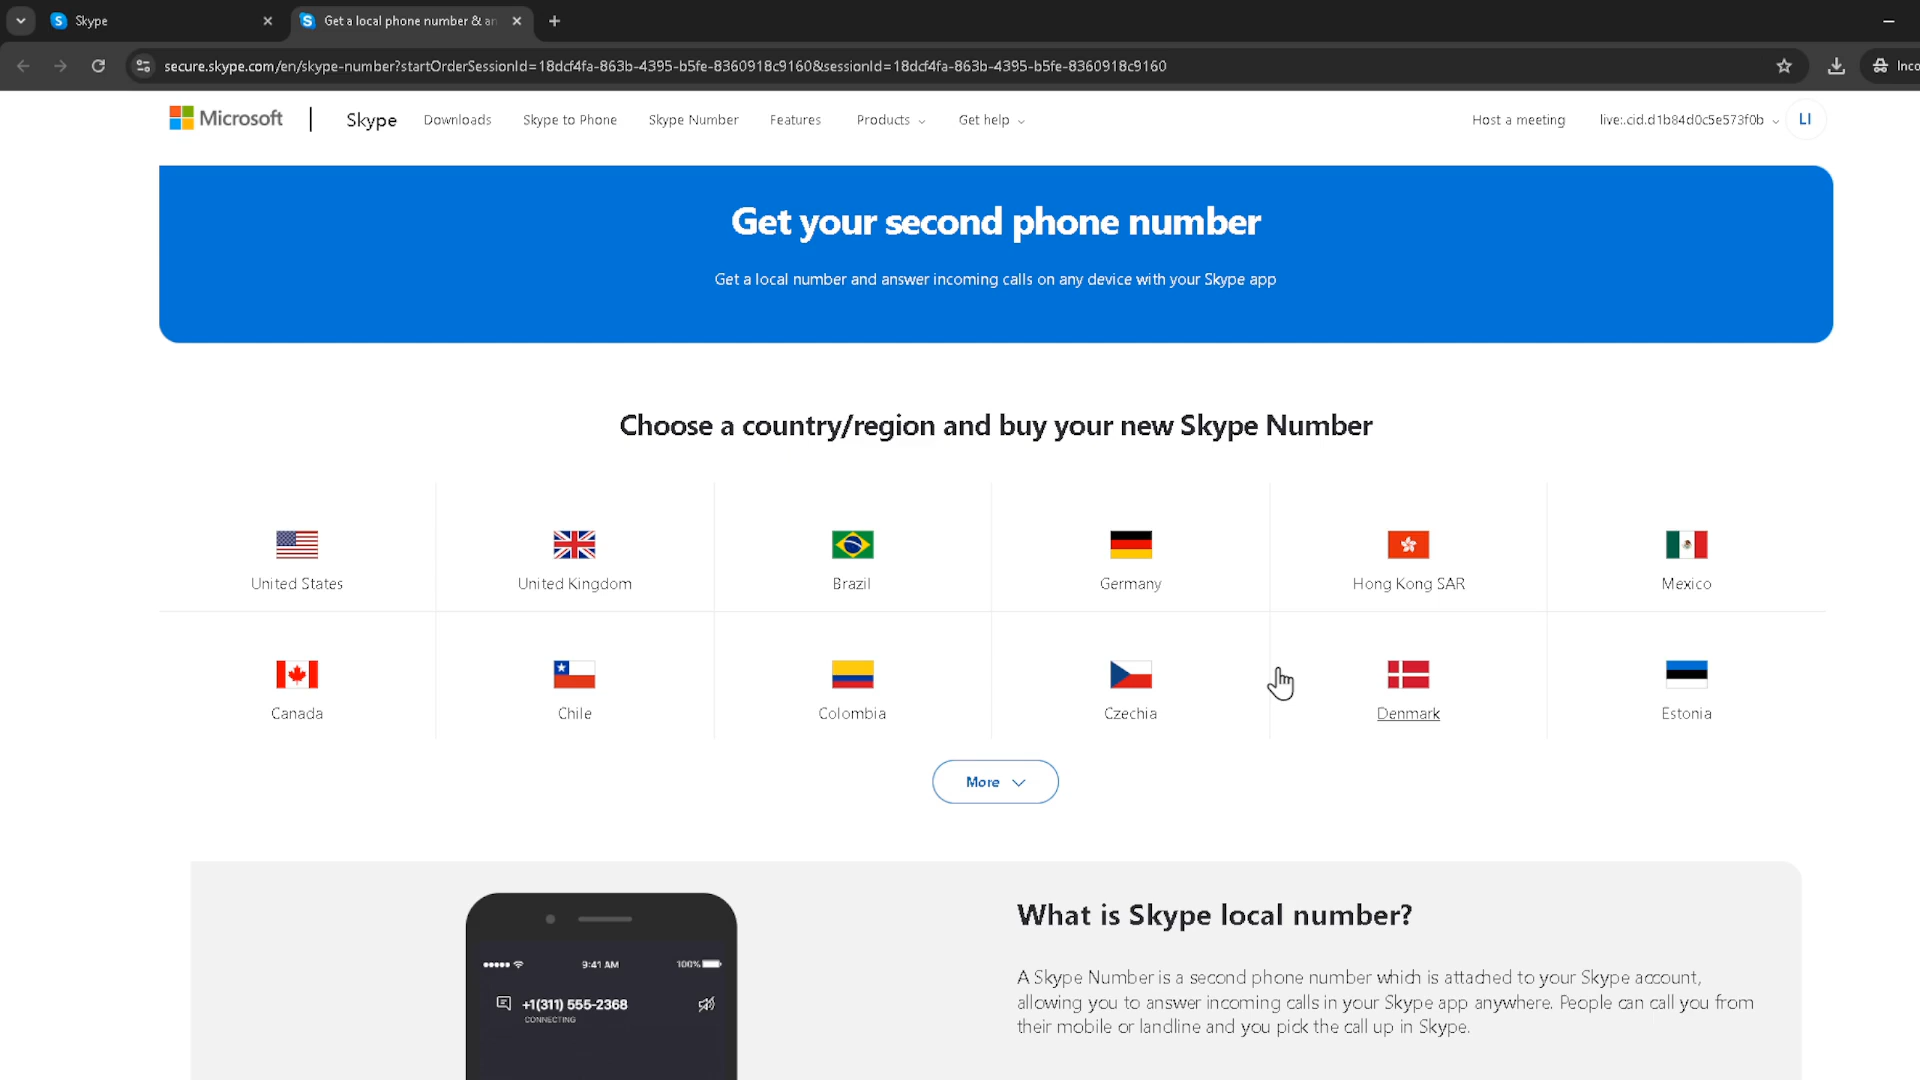 Skype
Get a local phone number & an
secure.skype.com/en/skype-number?startOrderSessionId=18dcf4fa-863b-4395-b5fe-8360918c9160&sessionId=18dcf4fa-863b-4395-b5fe-8360918c9160
Inco
Microsoft
Skype
Downloads
Skype to Phone
Skype Number
Features
Products
Get help
Host a meeting
live:.cid.d1b84d0c5e573f0b
LI
Get your second phone number
Get a local number and answer incoming calls on any device with your Skype app
Choose a country/region and buy your new Skype Number
United States
United Kingdom
Brazil
Germany
Hong Kong SAR
Mexico
Canada
Chile
Colombia
Czechia
Denmark
Estonia
More
9:41 AM
100%
+1(311) 555-2368
CONNECTING
What is Skype local number?
A Skype Number is a second phone number which is attached to your Skype account,
allowing you to answer incoming calls in your Skype app anywhere. People can call you from
their mobile or landline and you pick the call up in Skype.